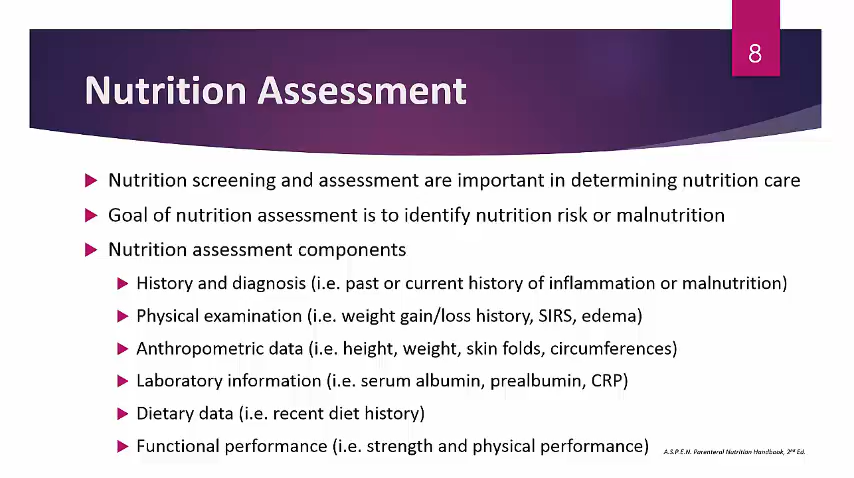 8
Nutrition Assessment
Nutrition screening and assessment are important in determining nutrition care
Goal of nutrition assessment is to identify nutrition risk or malnutrition
Nutrition assessment components
History and diagnosis (i.e. past or current history of inflammation or malnutrition)
Physical examination (i.e. weight gain/loss history, SIRS, edema)
Anthropometric data (i.e. height, weight, skin folds, circumferences)
Laboratory information (i.e. serum albumin, prealbumin, CRP)
Dietary data (i.e. recent diet history)
Functional performance (i.e. strength and physical performance)
A.S.P.E.N. Parenteral Nutrition Handbook, 2nd Ed.